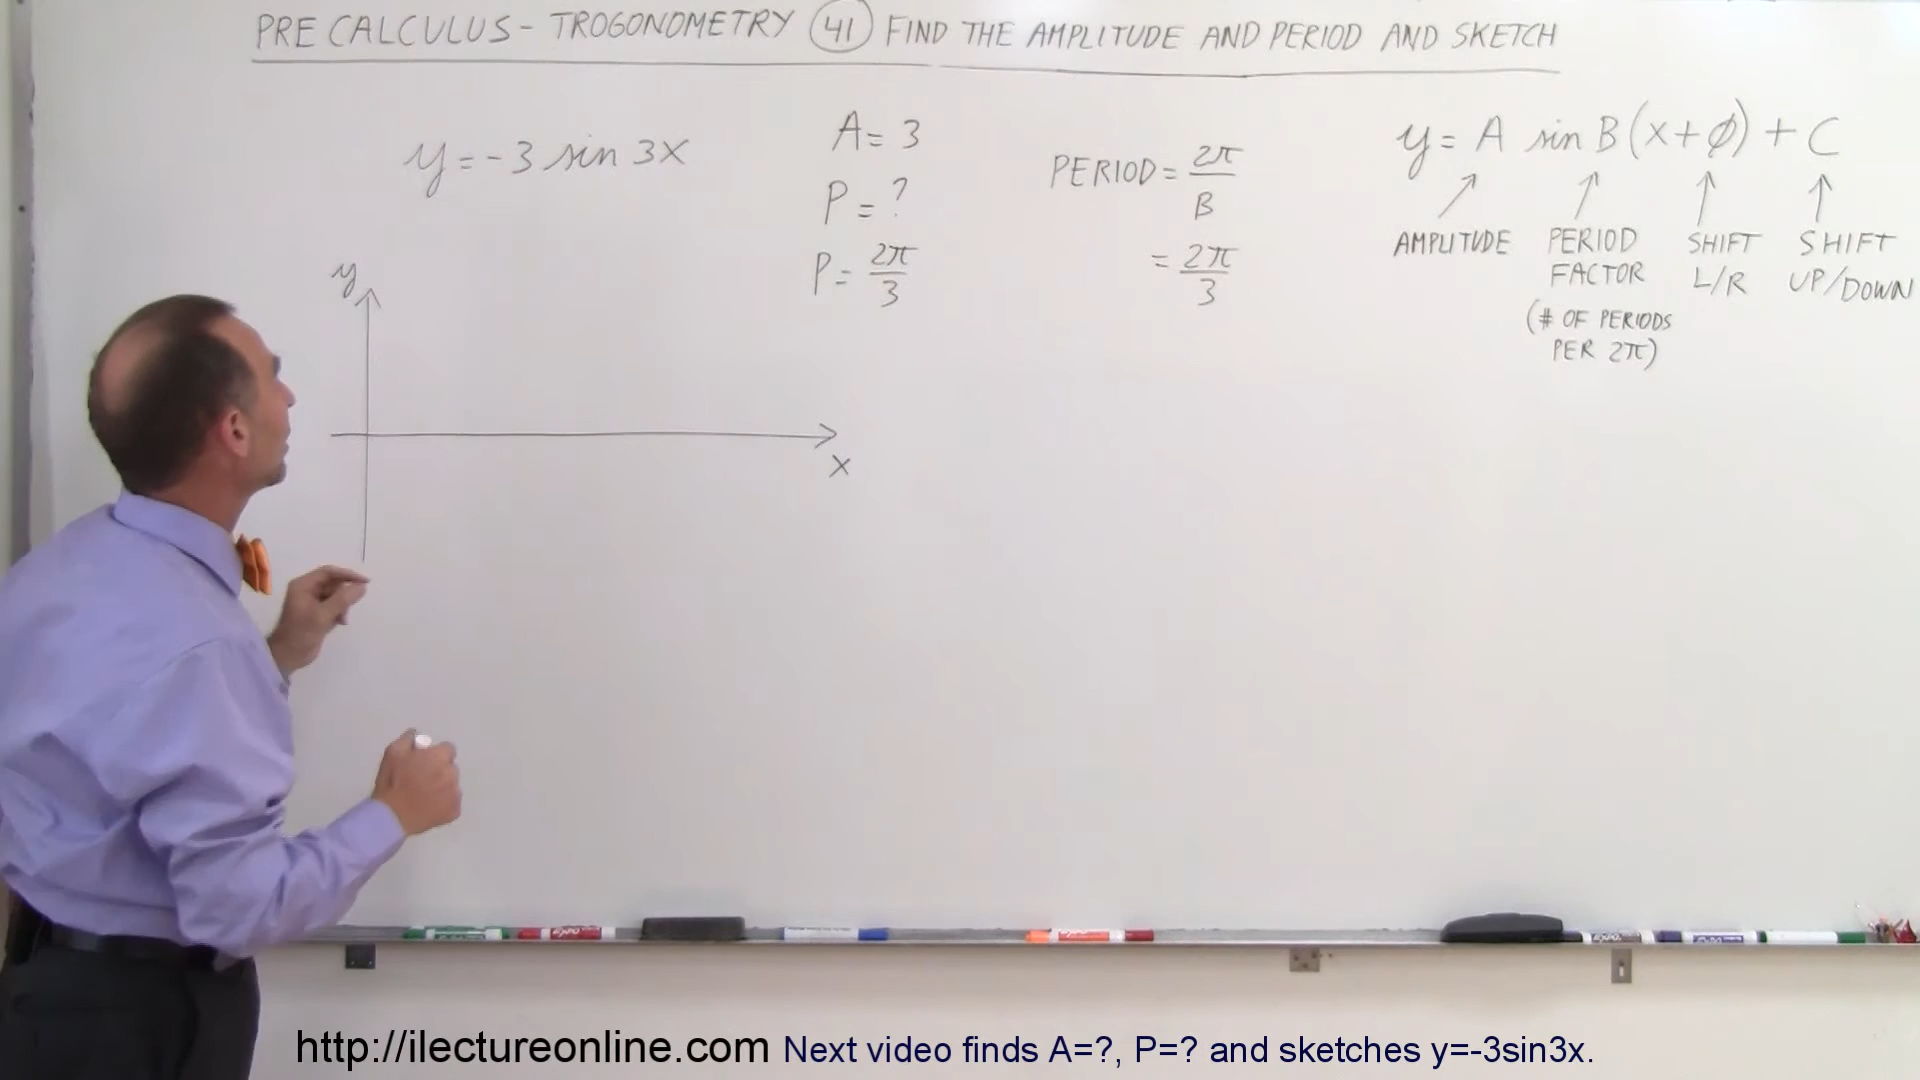 PRE CALCULUS - TROGONOMETRY 41 FIND THE AMPLITUDE AND PERIOD AND SKETCH
y = -3 sin 3x
A = 3
P = ?
P = 2π/3
PERIOD = 2π/B
= 2π/3
y = A sin B (x+ϕ) + C
AMPLITUDE
PERIOD FACTOR
(# OF PERIODS
PER 2π)
SHIFT
L/R
SHIFT
UP/DOWN
y
x
http://ilectureonline.com Next video finds A=?, P=? and sketches y=-3sin3x.